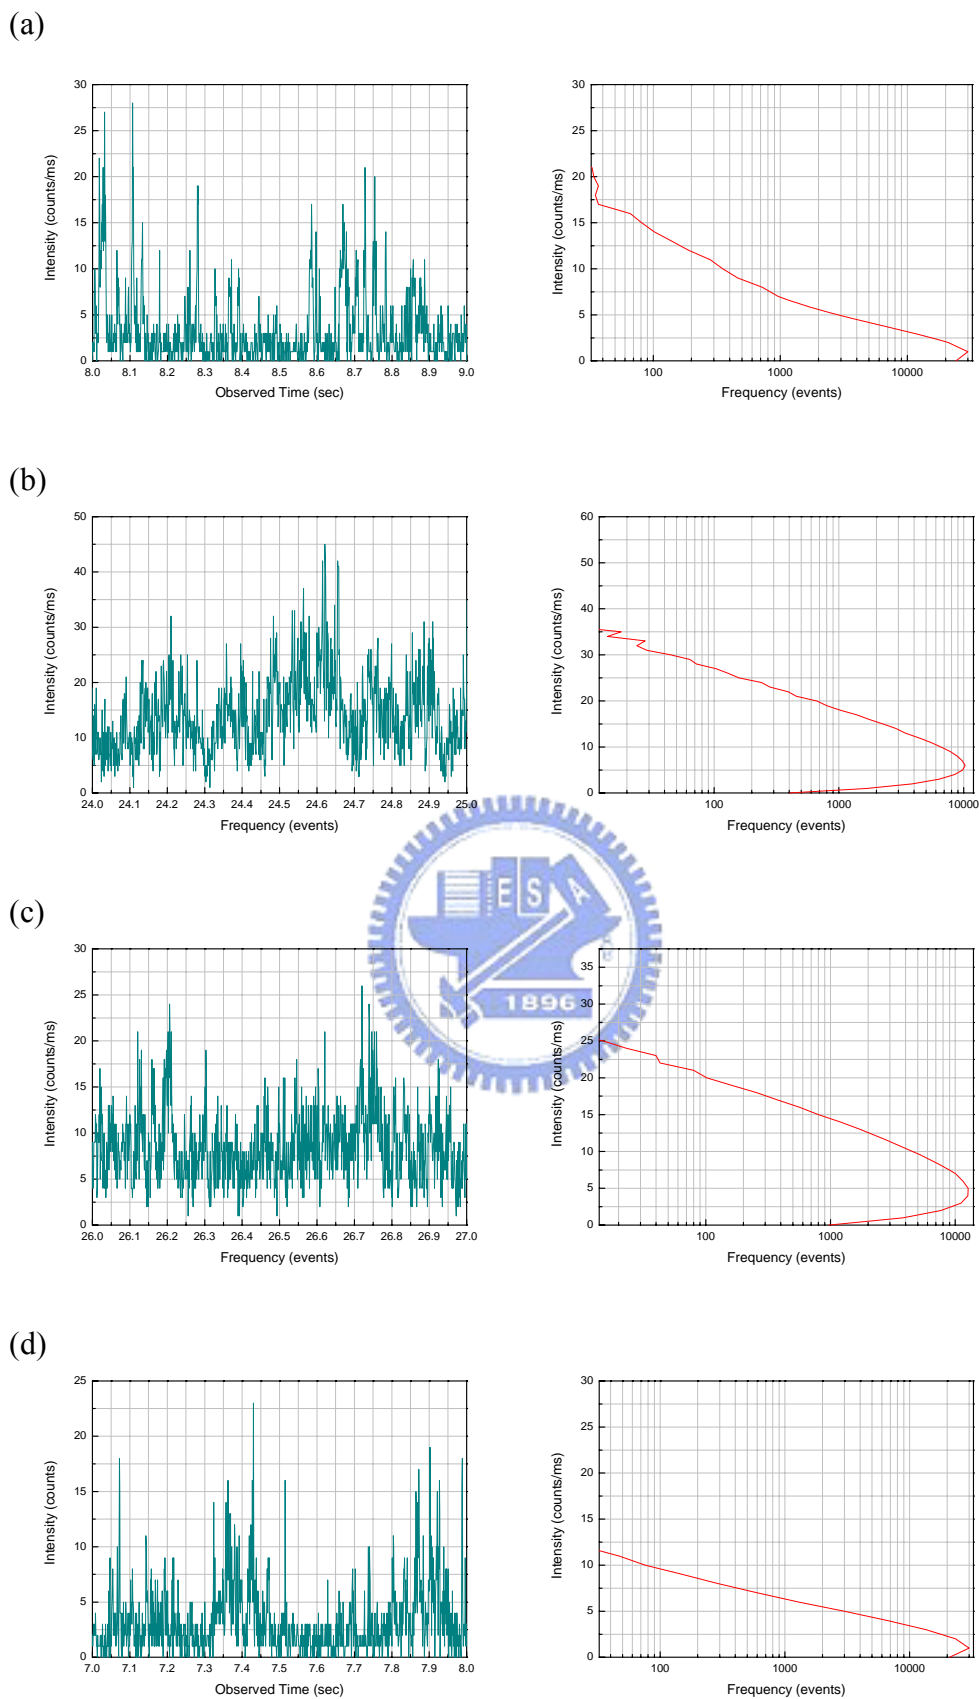 (a)
30
25
20
15
10
5
0
Intensity (counts/ms)
8.0 8.1 8.2 8.3 8.4 8.5 8.6 8.7 8.8 8.9 9.0
Observed Time (sec)
30
25
20
15
10
5
0
Intensity (counts/ms)
100 1000 10000
Frequency (events)
(b)
50
40
30
20
10
0
Intensity (counts/ms)
24.0 24.1 24.2 24.3 24.4 24.5 24.6 24.7 24.8 24.9 25.0
Frequency (events)
60
50
40
30
20
10
0
Intensity (counts/ms)
100 1000 10000
Frequency (events)
E S A
1896
(c)
30
25
20
15
10
5
0
Intensity (counts/ms)
26.0 26.1 26.2 26.3 26.4 26.5 26.6 26.7 26.8 26.9 27.0
Frequency (events)
35
30
25
20
15
10
5
0
Intensity (counts/ms)
100 1000 10000
Frequency (events)
(d)
25
20
15
10
5
0
Intensity (counts)
7.0 7.1 7.2 7.3 7.4 7.5 7.6 7.7 7.8 7.9 8.0
Observed Time (sec)
30
25
20
15
10
5
0
Intensity (counts/ms)
100 1000 10000
Frequency (events)